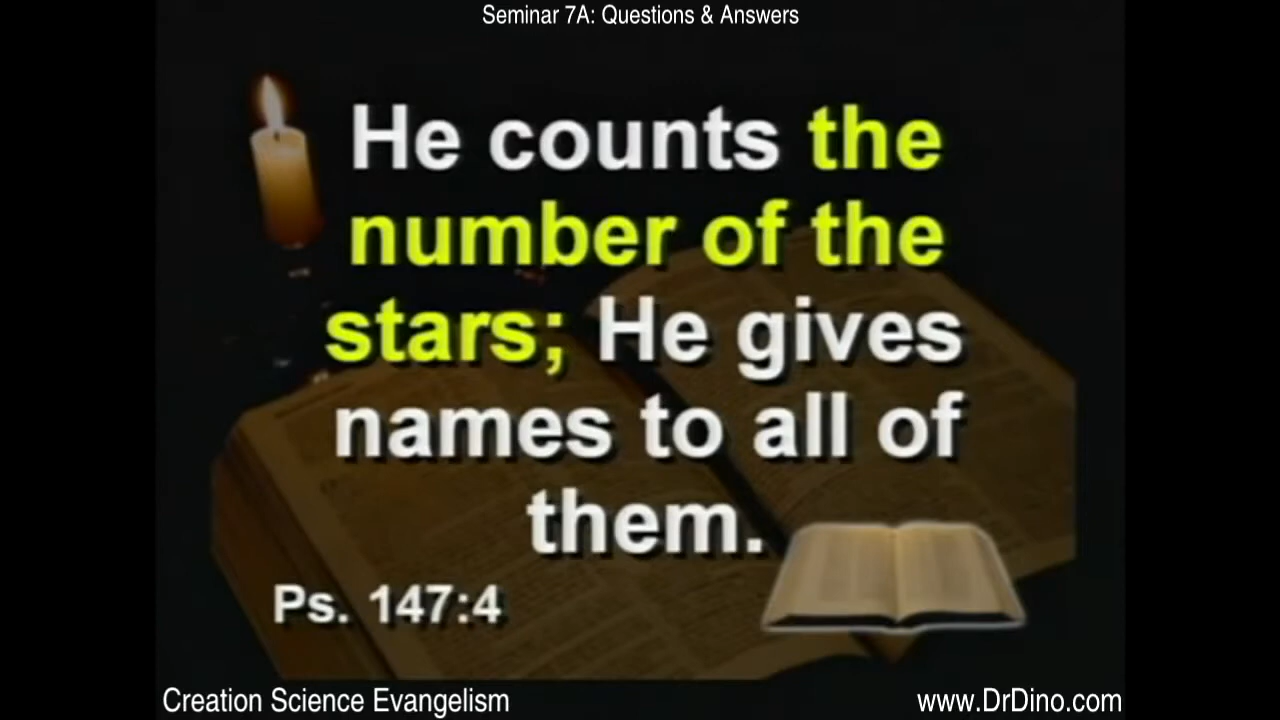 Seminar 7A: Questions & Answers
He counts the
number of the
stars; He gives
names to all of
them.
Ps. 147:4
Creation Science Evangelism
www.DrDino.com